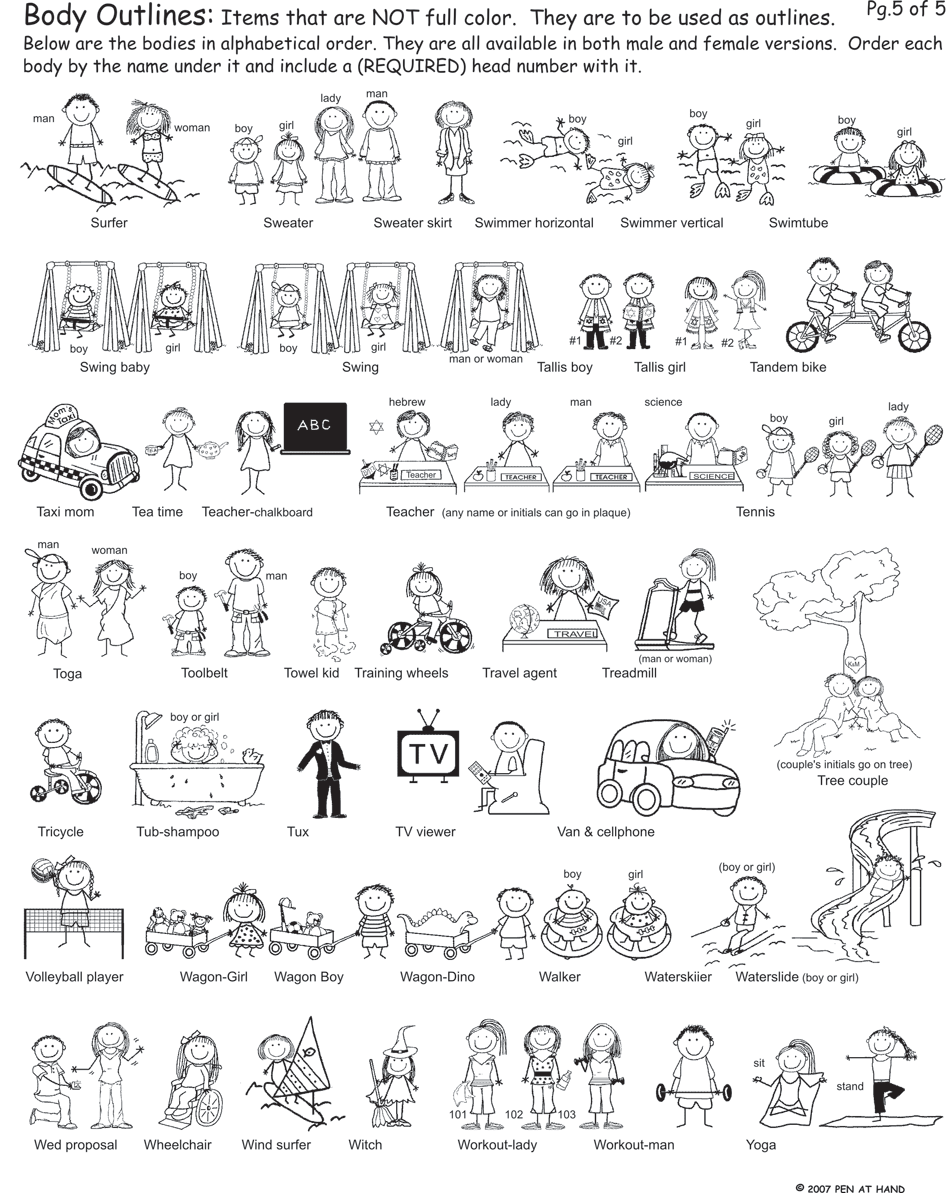 Body Outlines: Items that are NOT full color. They are to be used as outlines. Pg.5 of 5
Below are the bodies in alphabetical order. They are all available in both male and female versions. Order each
body by the name under it and include a (REQUIRED) head number with it.
man woman boy girl lady man boy girl boy girl boy girl
Surfer Sweater Sweater skirt Swimmer horizontal Swimmer vertical Swimtube
boy girl boy girl man or woman #1 #2 #1 #2
Swing baby Swing Tallis boy Tallis girl Tandem bike
Mom's
Taxi
ABC
hebrew lady man science boy girl lady
Teacher TEACHER TEACHER SCIENCE
Taxi mom Tea time Teacher-chalkboard Teacher (any name or initials can go in plaque) Tennis
man woman boy man
USA
TRAVEL
(man or woman)
Toga Toolbelt Towel kid Training wheels Travel agent Treadmill
K&M
(couple's initials go on tree)
Tree couple
boy or girl
TV
Tricycle Tub-shampoo Tux TV viewer Van & cellphone
boy girl (boy or girl)
Volleyball player Wagon-Girl Wagon Boy Wagon-Dino Walker Waterskiier Waterslide (boy or girl)
101 102 103 sit stand
Wed proposal Wheelchair Wind surfer Witch Workout-lady Workout-man Yoga
© 2007 PEN AT HAND